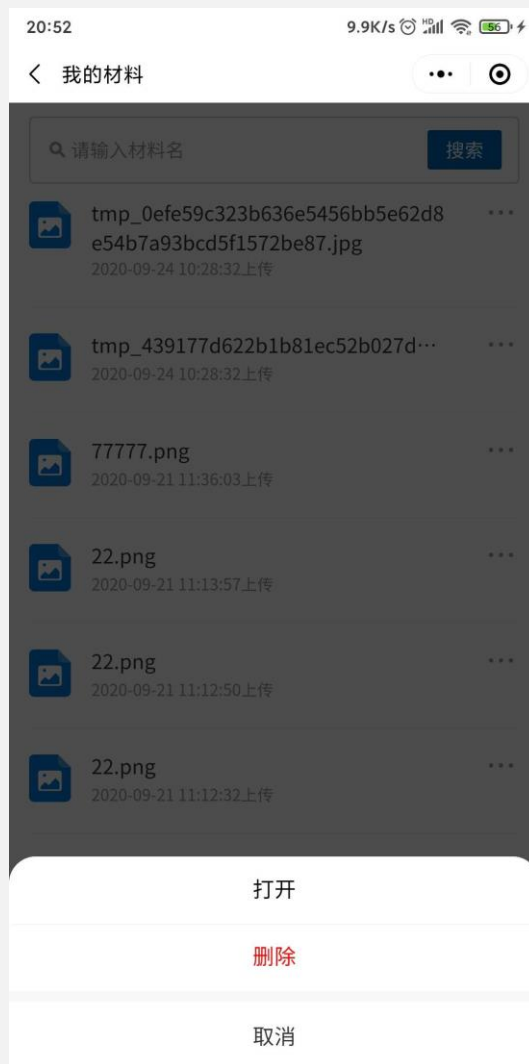 20:52
9.9K/s HD 56
我的材料
请输入材料名
搜索
tmp_0efe59c323b636e5456bb5e62d8
e54b7a93bcd5f1572be87.jpg
2020-09-24 10:28:32上传
tmp_439177d622b1b81ec52b027d···
2020-09-24 10:28:32上传
77777.png
2020-09-21 11:36:03上传
22.png
2020-09-21 11:13:57上传
22.png
2020-09-21 11:12:50上传
22.png
2020-09-21 11:12:32上传
打开
删除
取消